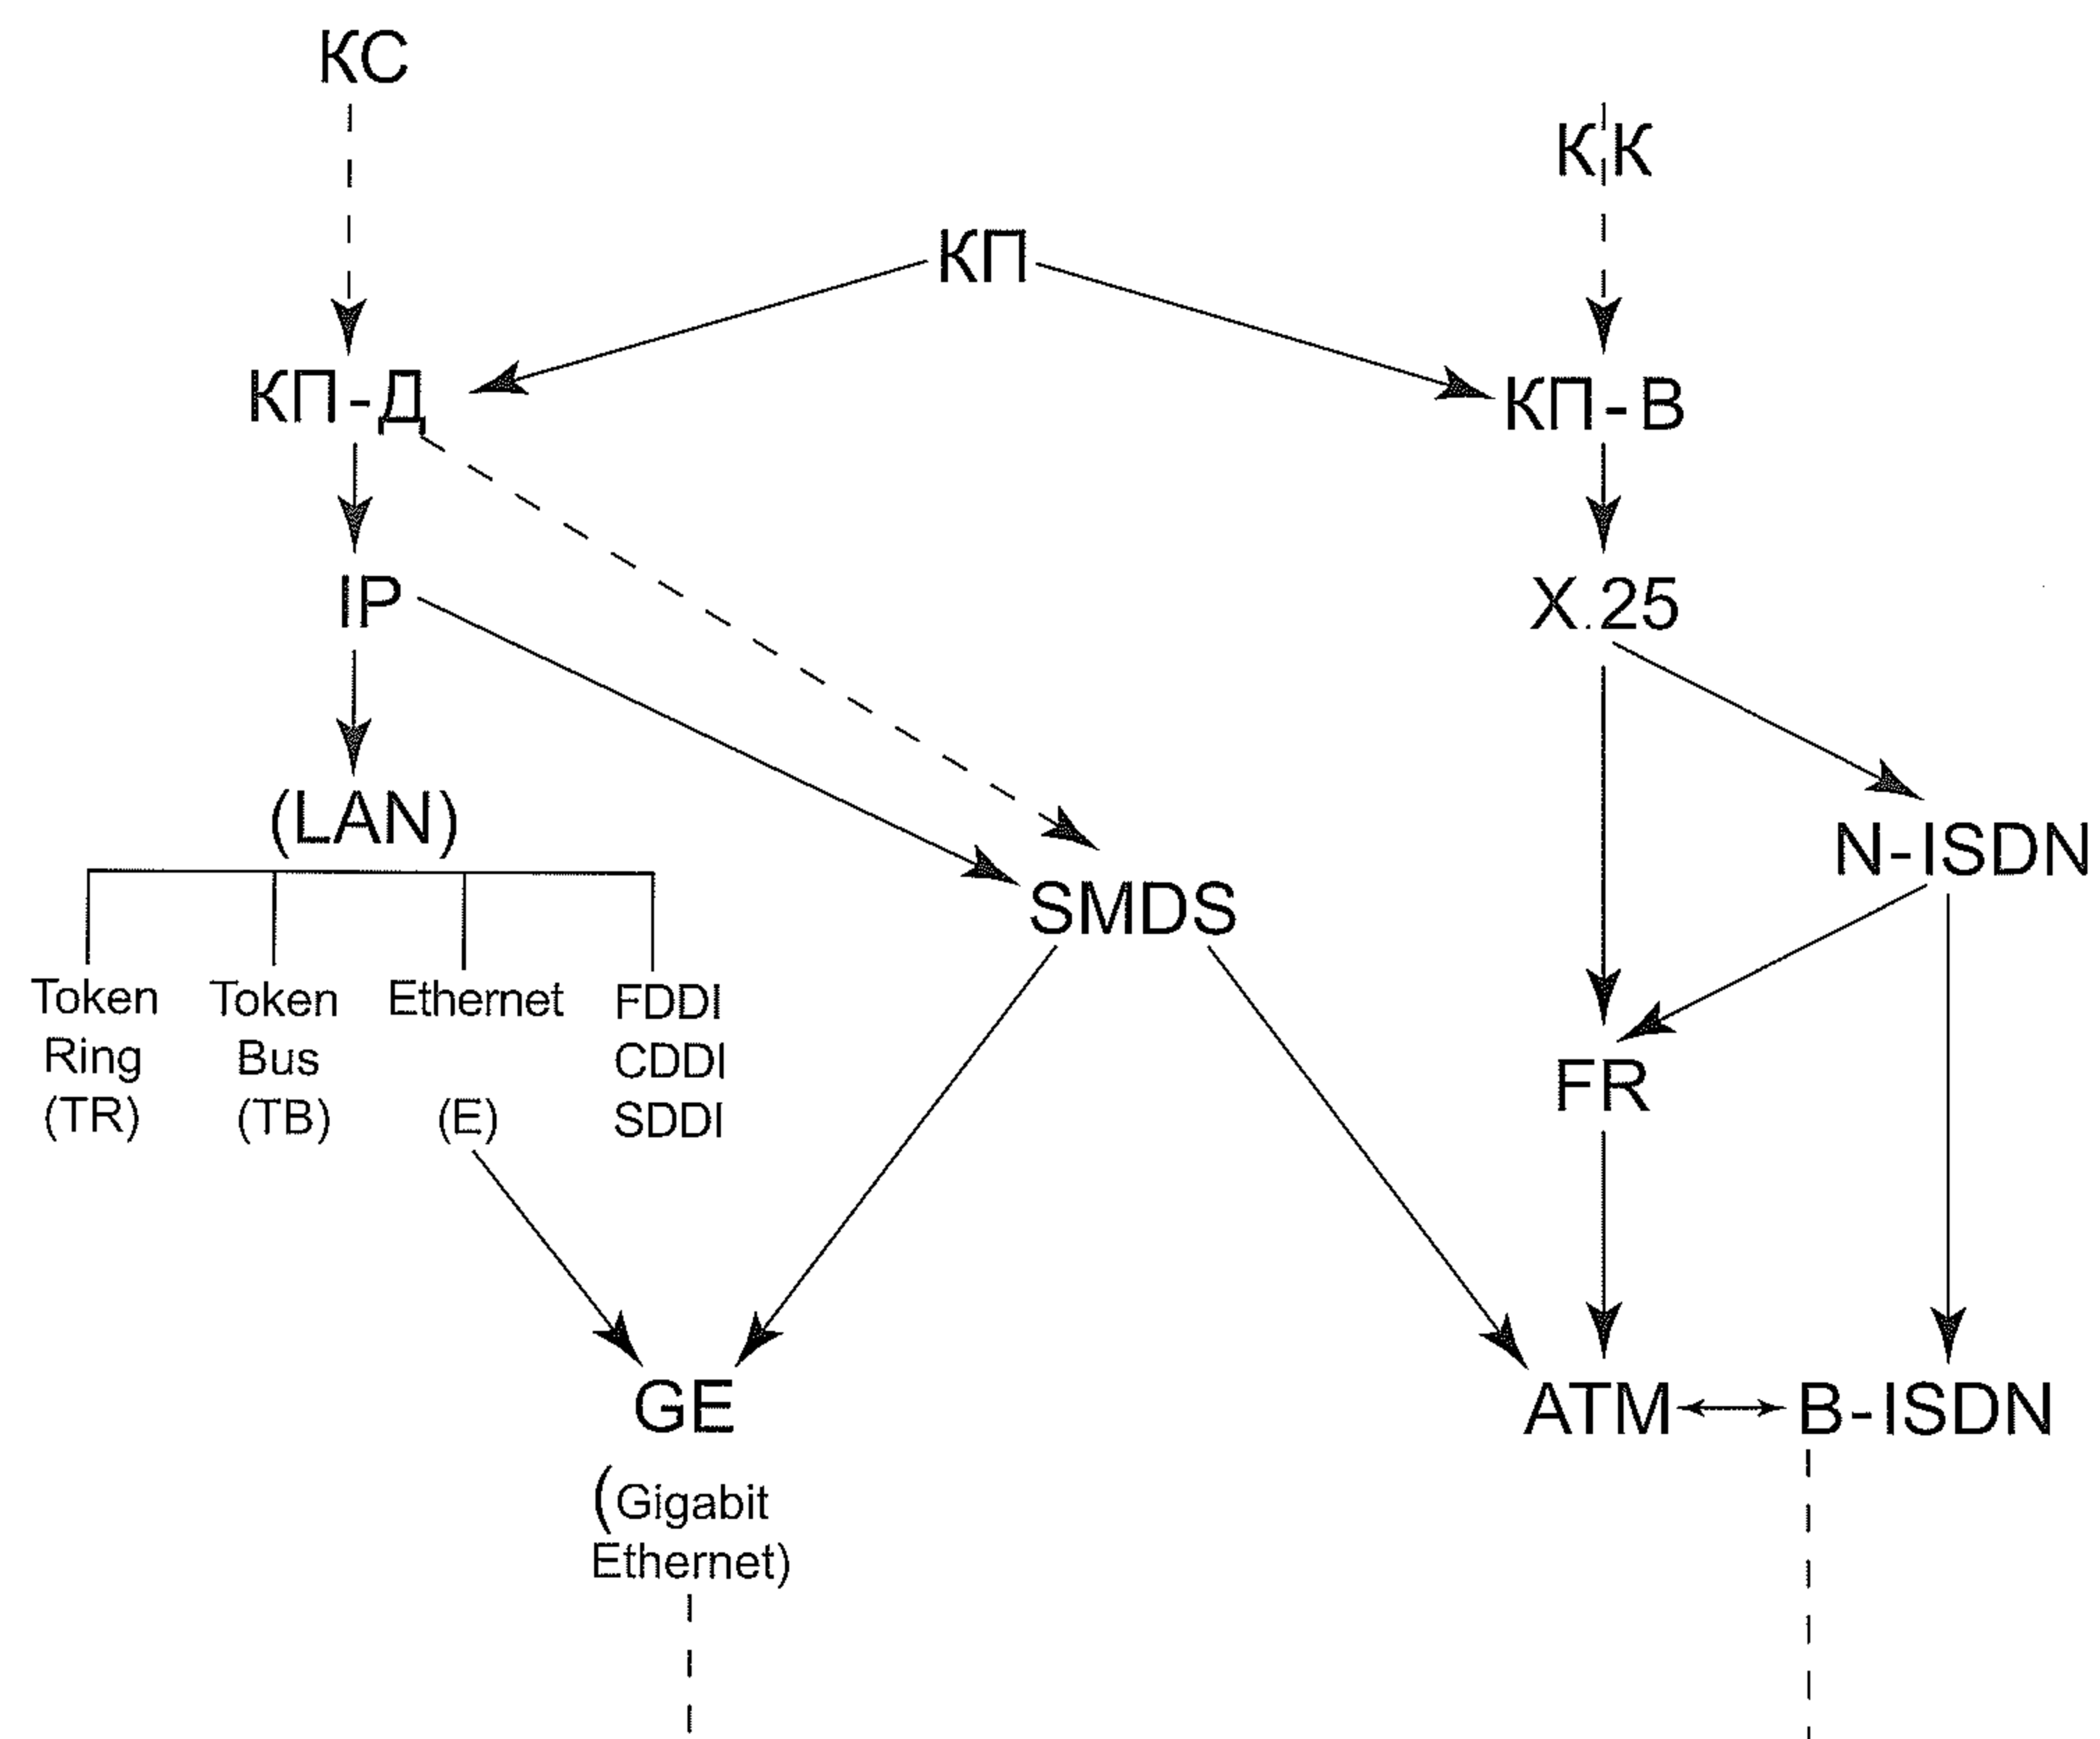 КС
КК
КП
КП-Д
КП-В
IP
X.25
(LAN)
N-ISDN
SMDS
Token
Ring
(TR)
Token
Bus
(TB)
Ethernet
(E)
FDDI
CDDI
SDDI
FR
GE
(Gigabit
Ethernet)
ATM
B-ISDN